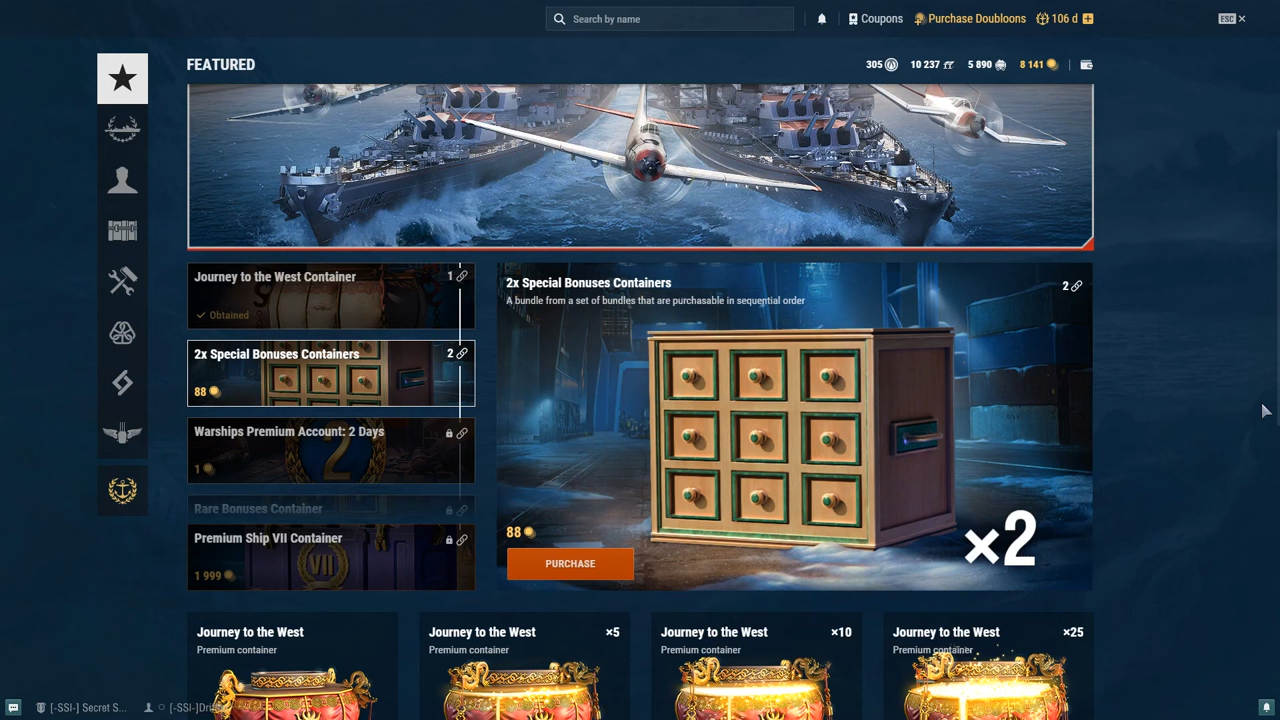 Search by name
Coupons
Purchase Doubloons
106 d
ESC
FEATURED
305
10 237
5 890
8 141
Journey to the West Container
1
Obtained
2x Special Bonuses Containers
2
88
Warships Premium Account: 2 Days
2
1
Rare Bonuses Container
Premium Ship VII Container
VII
1 999
2x Special Bonuses Containers
2
A bundle from a set of bundles that are purchasable in sequential order
×2
88
PURCHASE
Journey to the West
Premium container
Journey to the West
×5
Premium container
Journey to the West
×10
Premium container
Journey to the West
×25
Premium container
[-SSI-] Secret S...